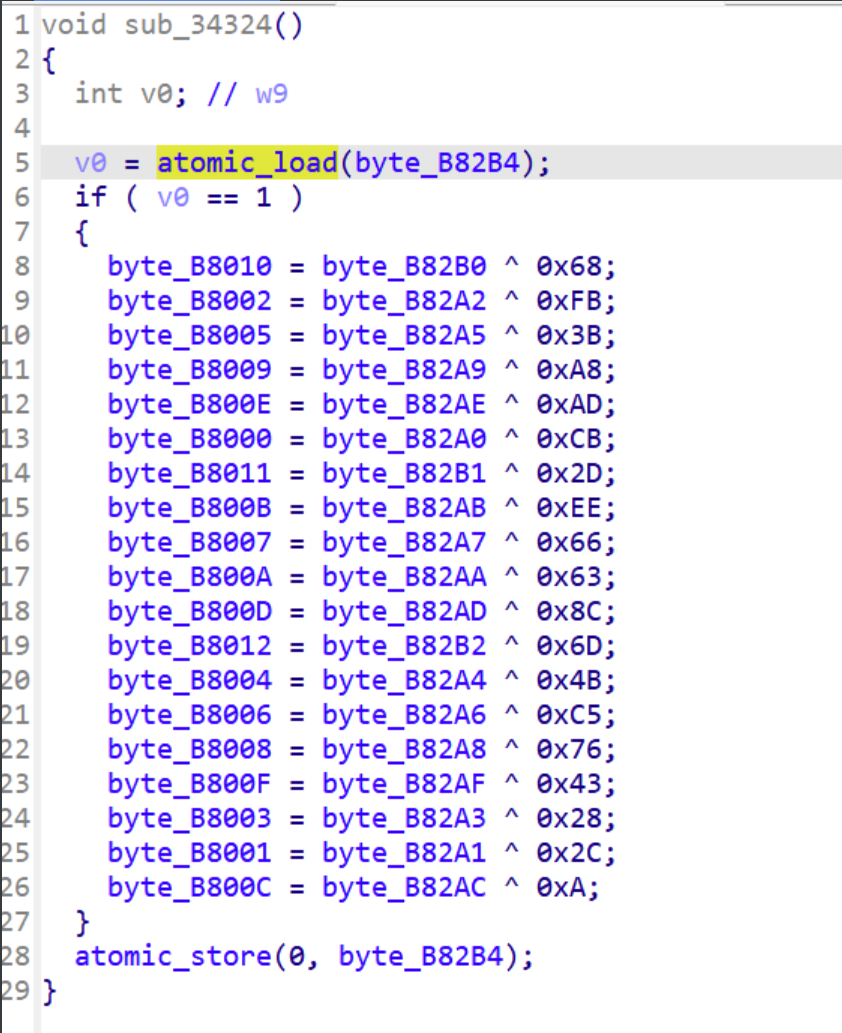 1 void sub_34324()
2 {
3   int v0; // w9
4
5   v0 = atomic_load(byte_B82B4);
6   if ( v0 == 1 )
7   {
8     byte_B8010 = byte_B82B0 ^ 0x68;
9     byte_B8002 = byte_B82A2 ^ 0xFB;
10     byte_B8005 = byte_B82A5 ^ 0x3B;
11     byte_B8009 = byte_B82A9 ^ 0xA8;
12     byte_B800E = byte_B82AE ^ 0xAD;
13     byte_B8000 = byte_B82A0 ^ 0xCB;
14     byte_B8011 = byte_B82B1 ^ 0x2D;
15     byte_B800B = byte_B82AB ^ 0xEE;
16     byte_B8007 = byte_B82A7 ^ 0x66;
17     byte_B800A = byte_B82AA ^ 0x63;
18     byte_B800D = byte_B82AD ^ 0x8C;
19     byte_B8012 = byte_B82B2 ^ 0x6D;
20     byte_B8004 = byte_B82A4 ^ 0x4B;
21     byte_B8006 = byte_B82A6 ^ 0xC5;
22     byte_B8008 = byte_B82A8 ^ 0x76;
23     byte_B800F = byte_B82AF ^ 0x43;
24     byte_B8003 = byte_B82A3 ^ 0x28;
25     byte_B8001 = byte_B82A1 ^ 0x2C;
26     byte_B800C = byte_B82AC ^ 0xA;
27   }
28   atomic_store(0, byte_B82B4);
29 }